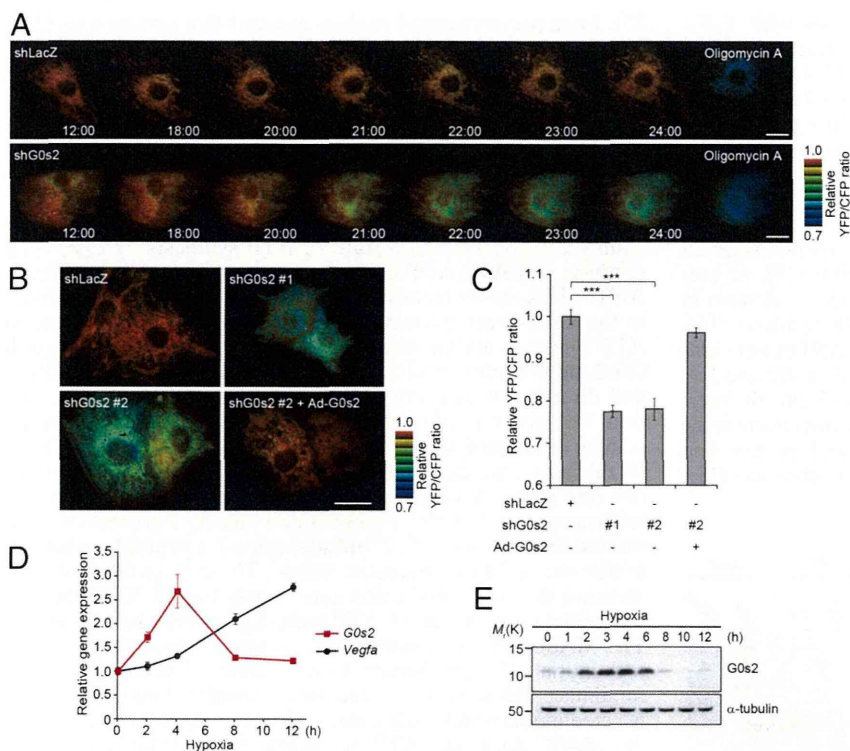 A
shLacZ
Oligomycin A
12:00 18:00 20:00 21:00 22:00 23:00 24:00
shG0s2
Oligomycin A
12:00 18:00 20:00 21:00 22:00 23:00 24:00
1.0
Relative
YFP/CFP ratio
0.7
B
shLacZ
shG0s2 #1
shG0s2 #2
shG0s2 #2 + Ad-G0s2
1.0
Relative
YFP/CFP ratio
0.7
C
Relative YFP/CFP ratio
1.1
1.0
0.9
0.8
0.7
0.6
***
***
shLacZ + - - -
shG0s2 - #1 #2 #2
Ad-G0s2 - - - +
D
Relative gene expression
3.5
3.0
2.5
2.0
1.5
1.0
0.5
0
0 2 4 6 8 10 12 (h)
Hypoxia
G0s2
Vegfa
E
Hypoxia
Mr(K) 0 1 2 3 4 6 8 10 12 (h)
15
10
G0s2
50
α-tubulin